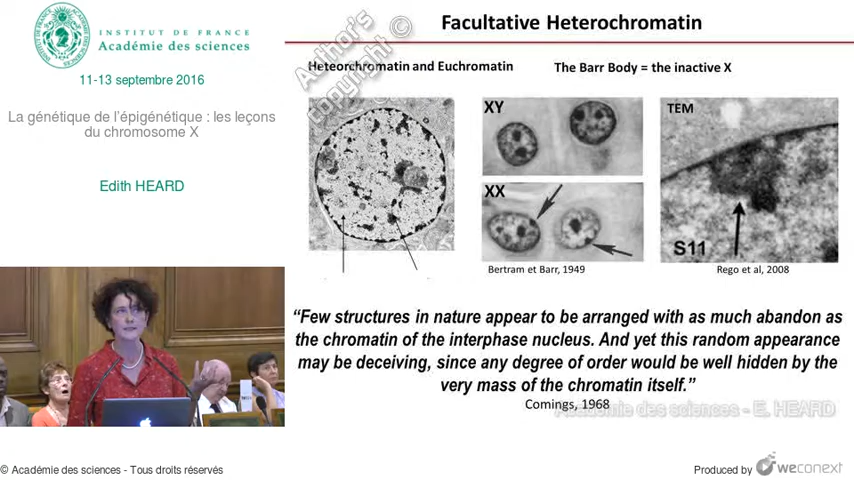 INSTITUT DE FRANCE
Académie des sciences
11-13 septembre 2016
La génétique de l'épigénétique : les leçons
du chromosome X
Edith HEARD
Facultative Heterochromatin
Author's
copyright ©
Heterochromatin and Euchromatin
The Barr Body = the inactive X
XY
XX
TEM
S11
Bertram et Barr, 1949
Rego et al, 2008
“Few structures in nature appear to be arranged with as much abandon as
the chromatin of the interphase nucleus. And yet this random appearance
may be deceiving, since any degree of order would be well hidden by the
very mass of the chromatin itself.”
Comings, 1968
Académie des sciences - E. HEARD
© Académie des sciences - Tous droits réservés
Produced by weconext